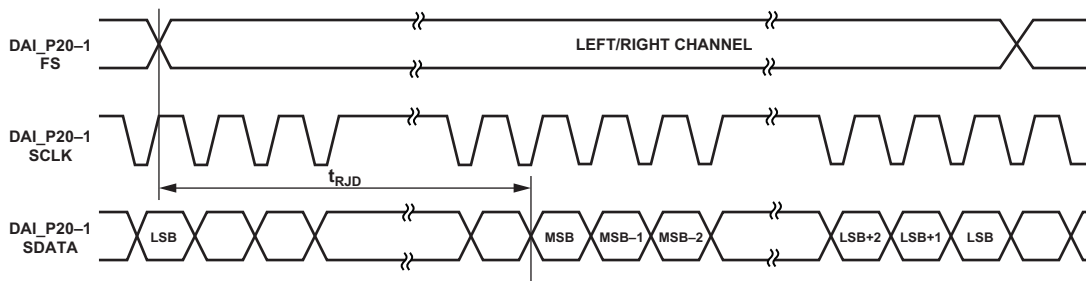 DAI_P20–1
FS
LEFT/RIGHT CHANNEL
DAI_P20–1
SCLK
tRJD
DAI_P20–1
SDATA
LSB
MSB
MSB–1
MSB–2
LSB+2
LSB+1
LSB